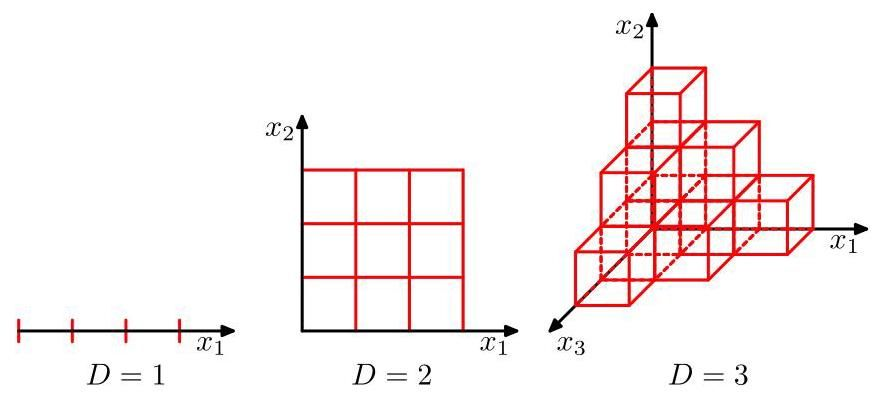 x₂
x₂
x₁
x₁
x₁
x₃
D = 1
D = 2
D = 3